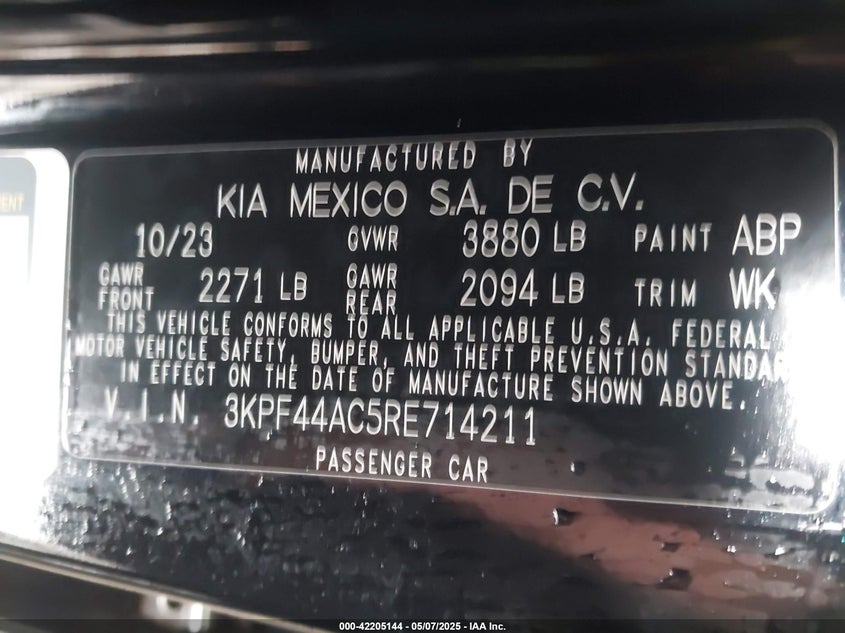 MANUFACTURED BY
KIA MEXICO S.A. DE C.V.
10/23 GVWR 3880 LB PAINT ABP
GAWR FRONT 2271 LB GAWR REAR 2094 LB TRIM WK
THIS VEHICLE CONFORMS TO ALL APPLICABLE U.S.A. FEDERAL
MOTOR VEHICLE SAFETY, BUMPER, AND THEFT PREVENTION STANDAR
IN EFFECT ON THE DATE OF MANUFACTURE SHOWN ABOVE.
V.I.N. 3KPF44AC5RE714211
PASSENGER CAR
000-42205144 - 05/07/2025 - IAA Inc.